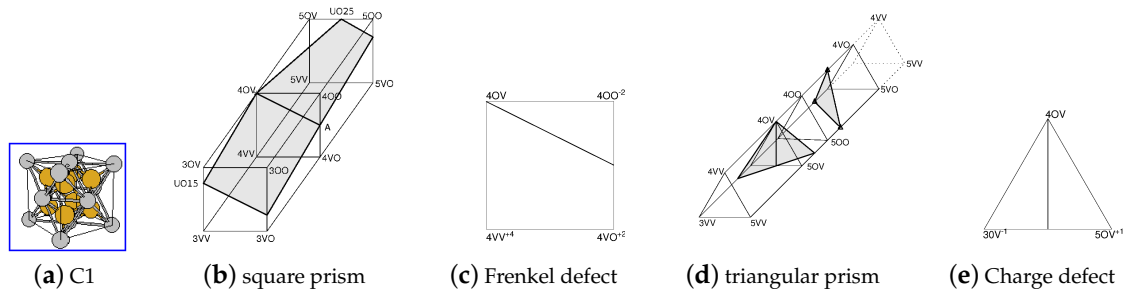 5OV UO25 5OO
5VV 5VO
4OV 4OO
A
4VV 4VO
3OV 3OO
UO15
3VV 3VO
4OV 4OO-2
4VV+4 4VO+2
4VV
4VO 5VV
4OO 5VO
4OV 5OO
4VV 5OV
3VV 5VV
4OV
3OV-1 5OV+1
(a) C1 (b) square prism (c) Frenkel defect (d) triangular prism (e) Charge defect